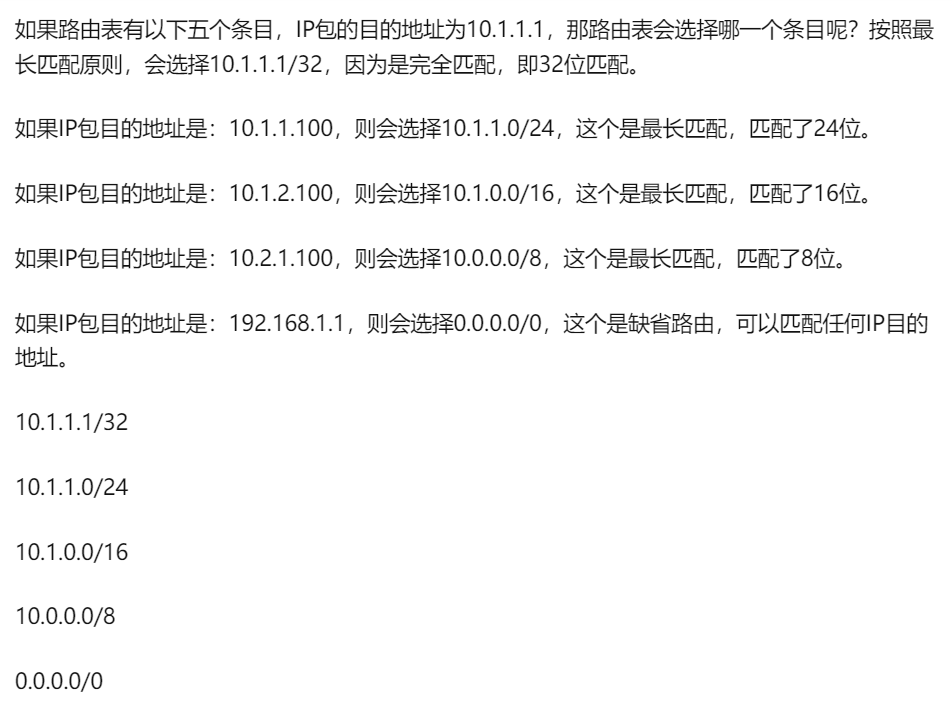 如果路由表有以下五个条目，IP包的目的地址为10.1.1.1，那路由表会选择哪一个条目呢？按照最
长匹配原则，会选择10.1.1.1/32，因为是完全匹配，即32位匹配。
如果IP包目的地址是：10.1.1.100，则会选择10.1.1.0/24，这个是最长匹配，匹配了24位。
如果IP包目的地址是：10.1.2.100，则会选择10.1.0.0/16，这个是最长匹配，匹配了16位。
如果IP包目的地址是：10.2.1.100，则会选择10.0.0.0/8，这个是最长匹配，匹配了8位。
如果IP包目的地址是：192.168.1.1，则会选择0.0.0.0/0，这个是缺省路由，可以匹配任何IP目的
地址。
10.1.1.1/32
10.1.1.0/24
10.1.0.0/16
10.0.0.0/8
0.0.0.0/0